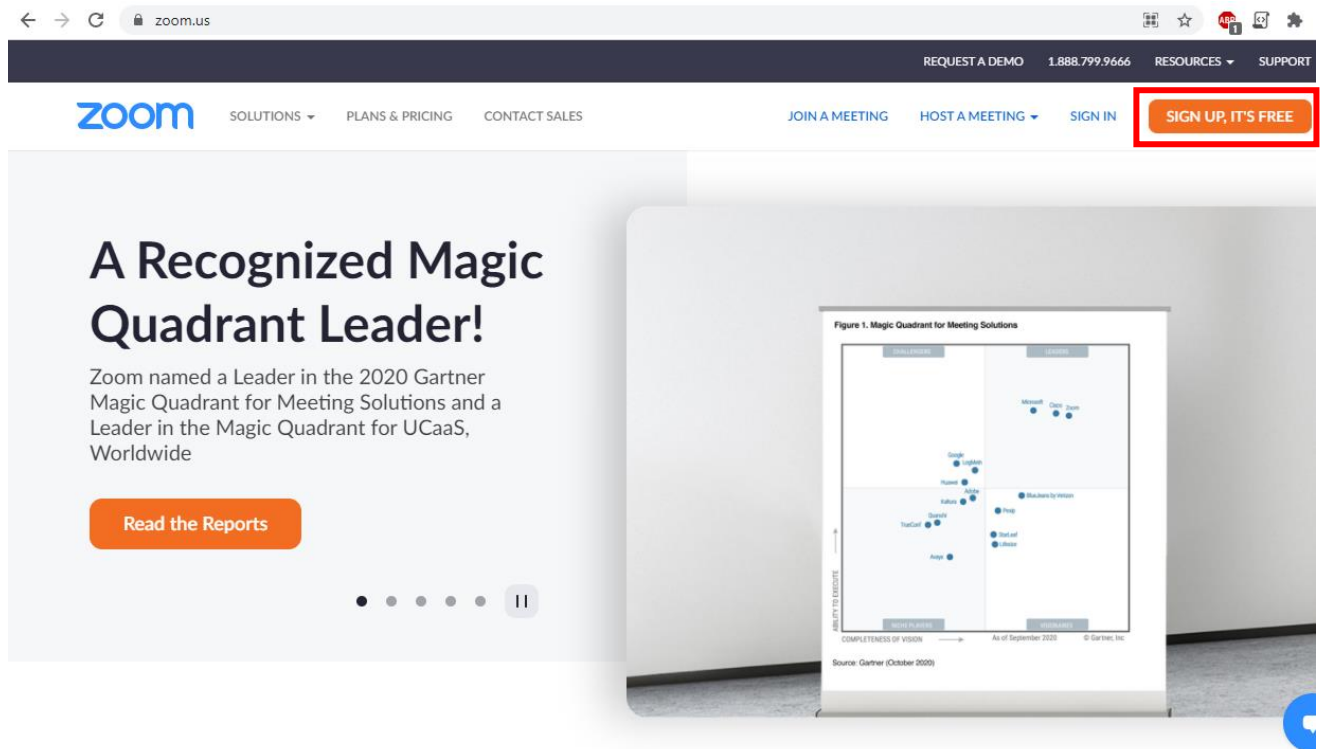 zoom.us
ABP
1
REQUEST A DEMO 1.888.799.9666 RESOURCES SUPPORT
zoom SOLUTIONS PLANS & PRICING CONTACT SALES JOIN A MEETING HOST A MEETING SIGN IN SIGN UP, IT'S FREE
A Recognized Magic
Quadrant Leader!
Zoom named a Leader in the 2020 Gartner
Magic Quadrant for Meeting Solutions and a
Leader in the Magic Quadrant for UCaaS,
Worldwide
Read the Reports
Figure 1. Magic Quadrant for Meeting Solutions
CHALLENGERS LEADERS
Microsoft Cisco Zoom
Google
LogMeIn
Huawei
Adobe
Kaltura
BlueJeans by Verizon
Pexip
Quanshi
TrueConf
StarLeaf
Lifesize
Avaya
ABILITY TO EXECUTE
NICHE PLAYERS VISIONARIES
COMPLETENESS OF VISION As of September 2020 © Gartner, Inc
Source: Gartner (October 2020)